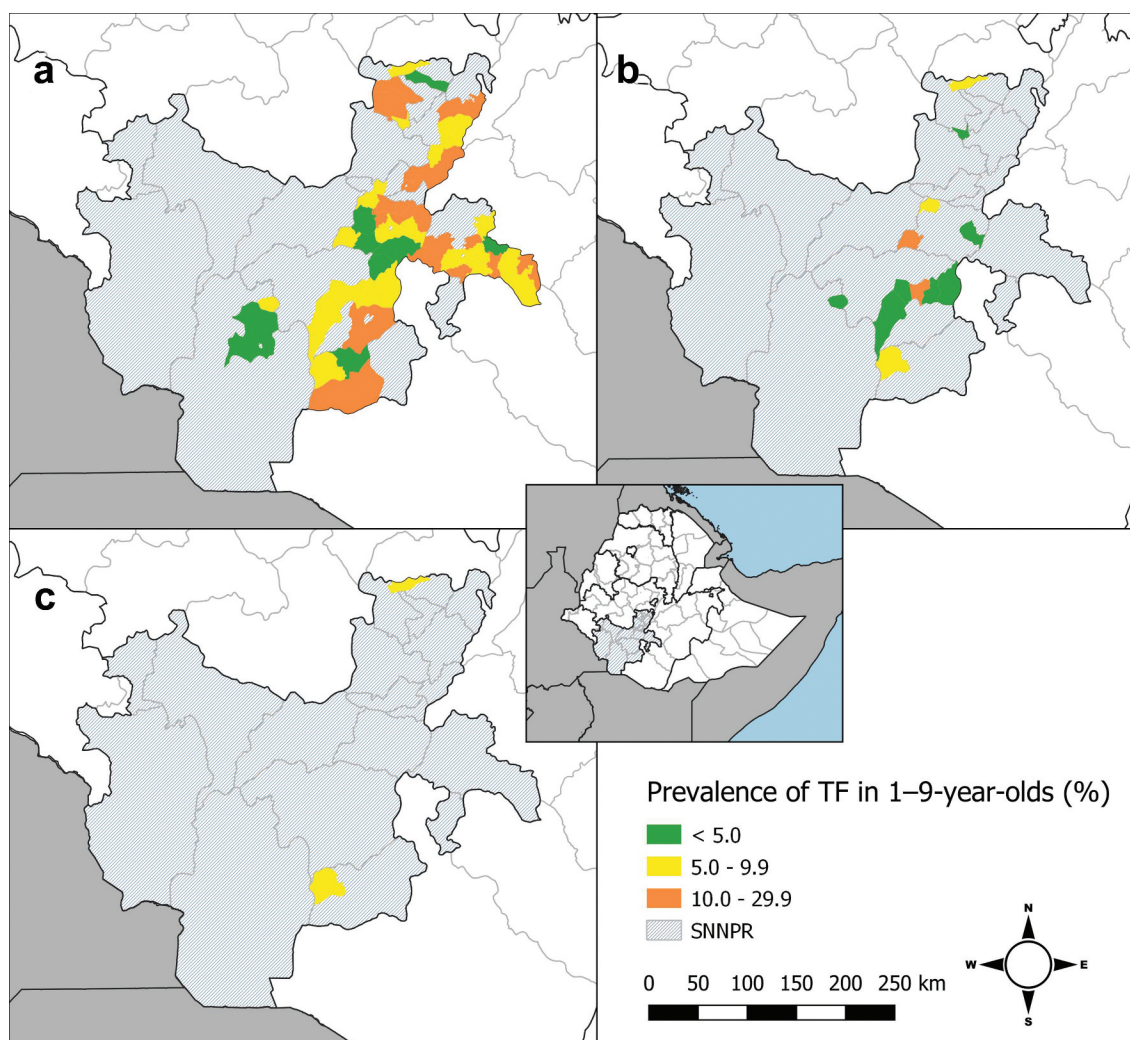 a
b
c
Prevalence of TF in 1–9-year-olds (%)
< 5.0
5.0 - 9.9
10.0 - 29.9
SNNPR
0 50 100 150 200 250 km
N
W E
S